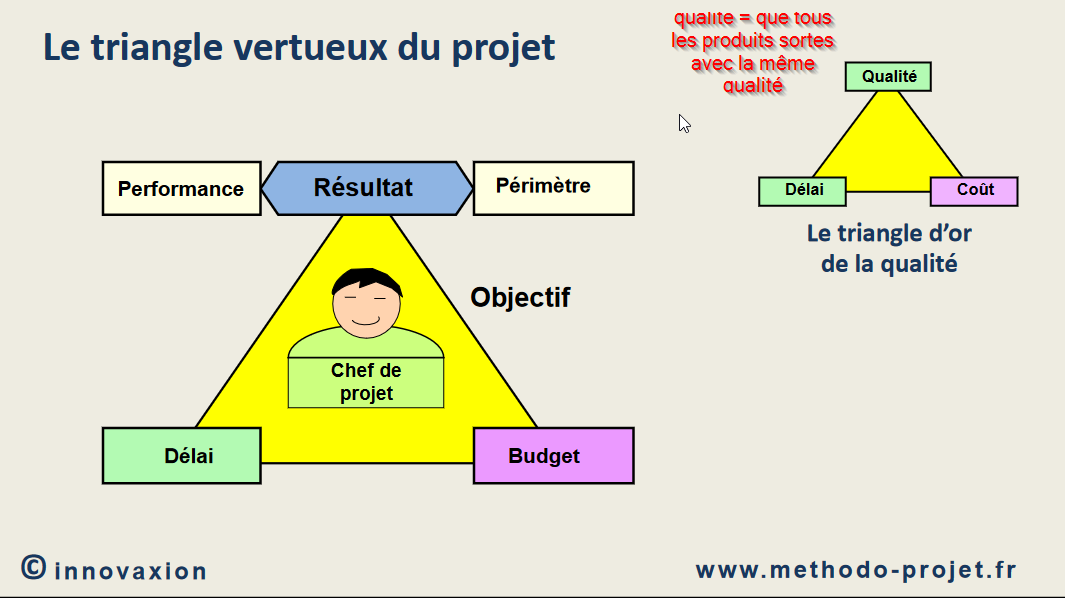 Le triangle vertueux du projet
qualite = que tous
les produits sortes
avec la même
qualité
Qualité
Délai
Coût
Le triangle d’or
de la qualité
Performance
Résultat
Périmètre
Objectif
Chef de
projet
Délai
Budget
© innovaxion
www.methodo-projet.fr